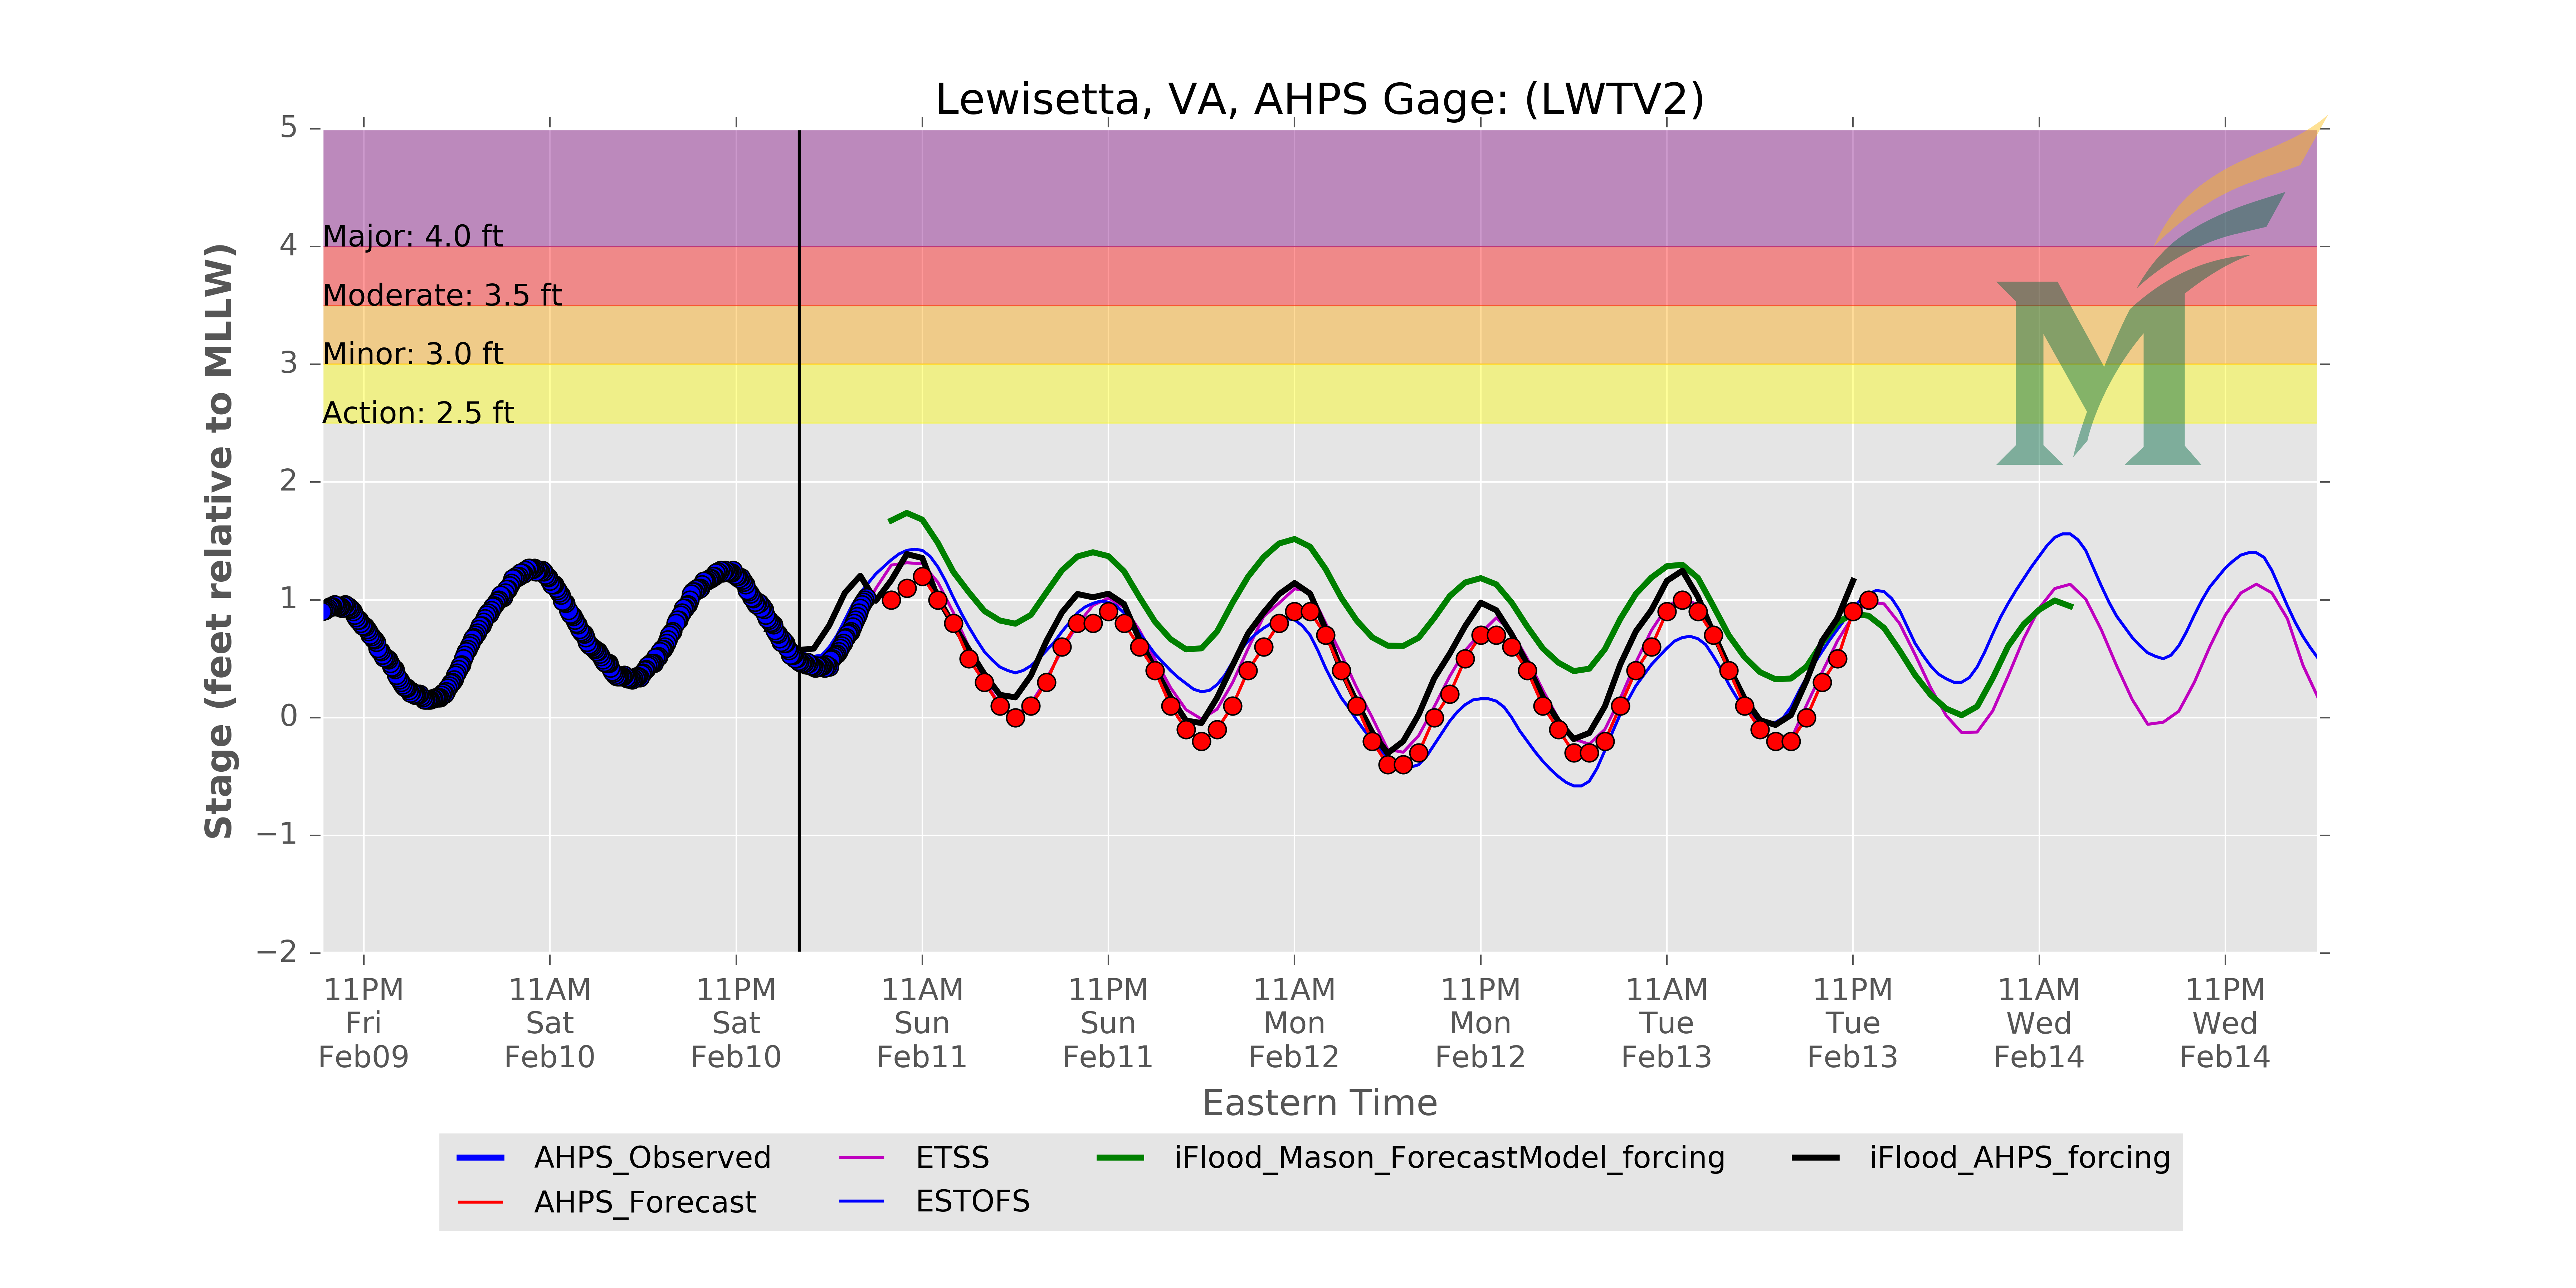 Lewisetta, VA, AHPS Gage: (LWTV2)
Stage (feet relative to MLLW)
5
4
3
2
1
0
−1
−2
Major: 4.0 ft
Moderate: 3.5 ft
Minor: 3.0 ft
Action: 2.5 ft
M
11PM 11AM 11PM 11AM 11PM 11AM 11PM 11AM 11PM 11AM 11PM
Fri Sat Sat Sun Sun Mon Mon Tue Tue Wed Wed
Feb09 Feb10 Feb10 Feb11 Feb11 Feb12 Feb12 Feb13 Feb13 Feb14 Feb14
Eastern Time
AHPS_Observed ETSS iFlood_Mason_ForecastModel_forcing iFlood_AHPS_forcing
AHPS_Forecast ESTOFS